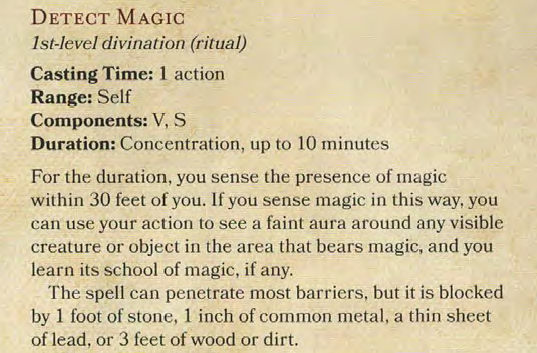 DETECT MAGIC
1st-level divination (ritual)
Casting Time: 1 action
Range: Self
Components: V, S
Duration: Concentration, up to 10 minutes
For the duration, you sense the presence of magic
within 30 feet of you. If you sense magic in this way, you
can use your action to see a faint aura around any visible
creature or object in the area that bears magic, and you
learn its school of magic, if any.
The spell can penetrate most barriers, but it is blocked
by 1 foot of stone, 1 inch of common metal, a thin sheet
of lead, or 3 feet of wood or dirt.